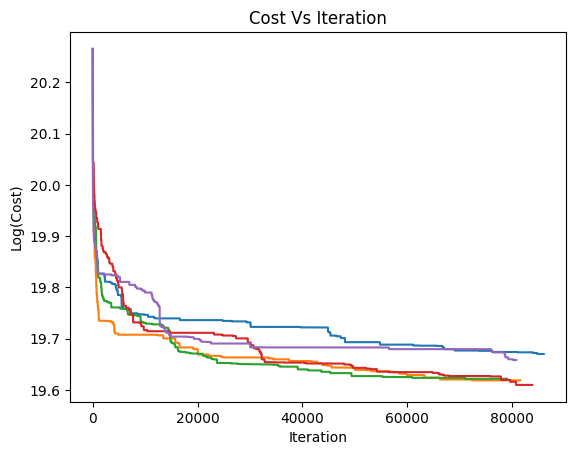 Cost Vs Iteration
Log(Cost)
20.2
20.1
20.0
19.9
19.8
19.7
19.6
0 20000 40000 60000 80000
Iteration